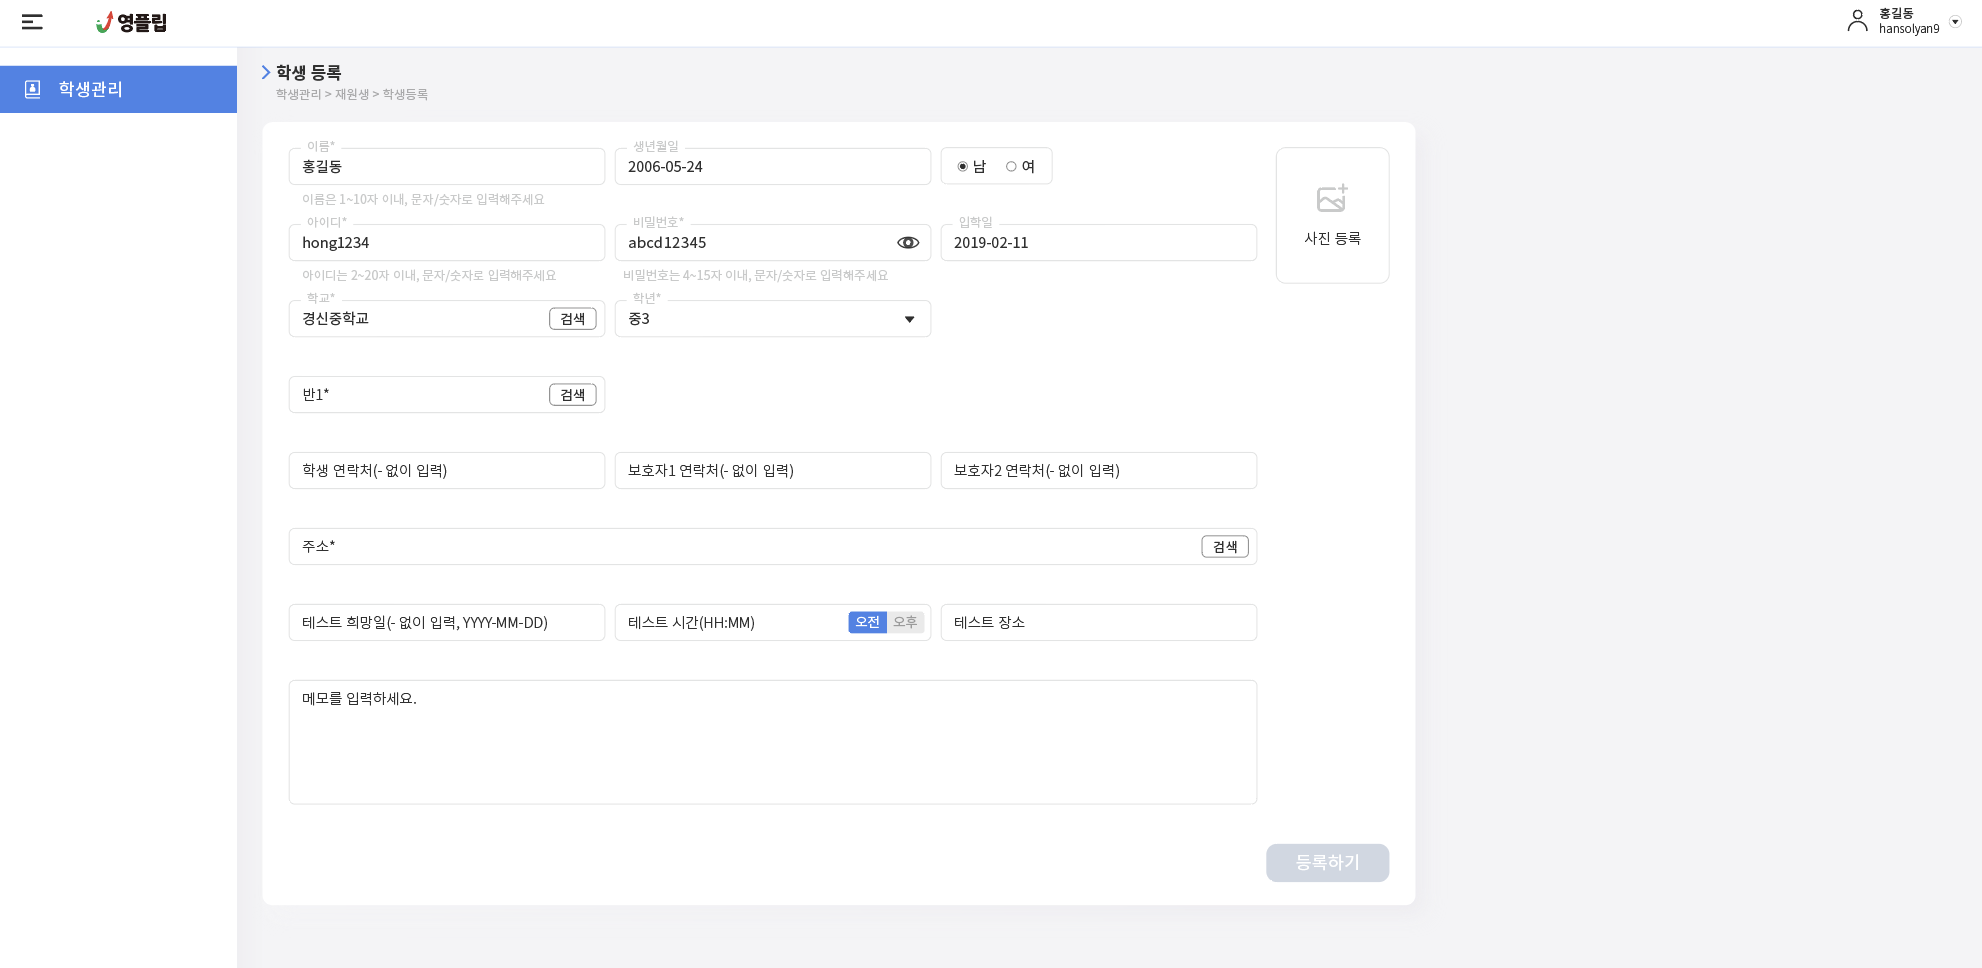 영플립
홍길동
hansolyan9
학생관리
학생 등록
학생관리 > 재원생 > 학생등록
이름*
홍길동
이름은 1~10자 이내, 문자/숫자로 입력해주세요
생년월일
2006-05-24
남 여
사진 등록
아이디*
hong1234
아이디는 2~20자 이내, 문자/숫자로 입력해주세요
비밀번호*
abcd12345
비밀번호는 4~15자 이내, 문자/숫자로 입력해주세요
입학일
2019-02-11
학교*
경신중학교 검색
학년*
중3
반1* 검색
학생 연락처(- 없이 입력)
보호자1 연락처(- 없이 입력)
보호자2 연락처(- 없이 입력)
주소* 검색
테스트 희망일(- 없이 입력, YYYY-MM-DD)
테스트 시간(HH:MM) 오전 오후
테스트 장소
메모를 입력하세요.
등록하기